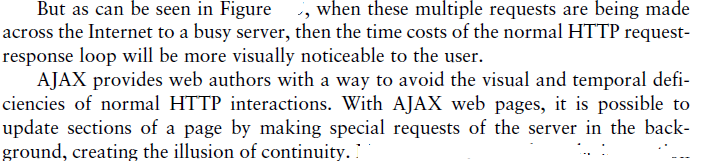 But as can be seen in Figure , when these multiple requests are being made
across the Internet to a busy server, then the time costs of the normal HTTP request-
response loop will be more visually noticeable to the user.
AJAX provides web authors with a way to avoid the visual and temporal defi-
ciencies of normal HTTP interactions. With AJAX web pages, it is possible to
update sections of a page by making special requests of the server in the back-
ground, creating the illusion of continuity.